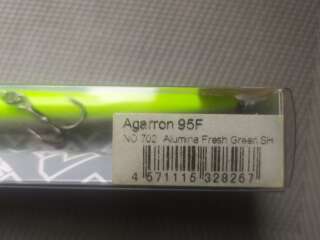 Agarron 95F
NO.702 Alumina Fresh Green SH
4 571115 328267